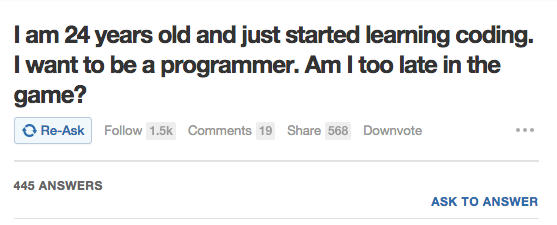 I am 24 years old and just started learning coding.
I want to be a programmer. Am I too late in the
game?
Re-Ask Follow 1.5k Comments 19 Share 568 Downvote
445 ANSWERS
ASK TO ANSWER